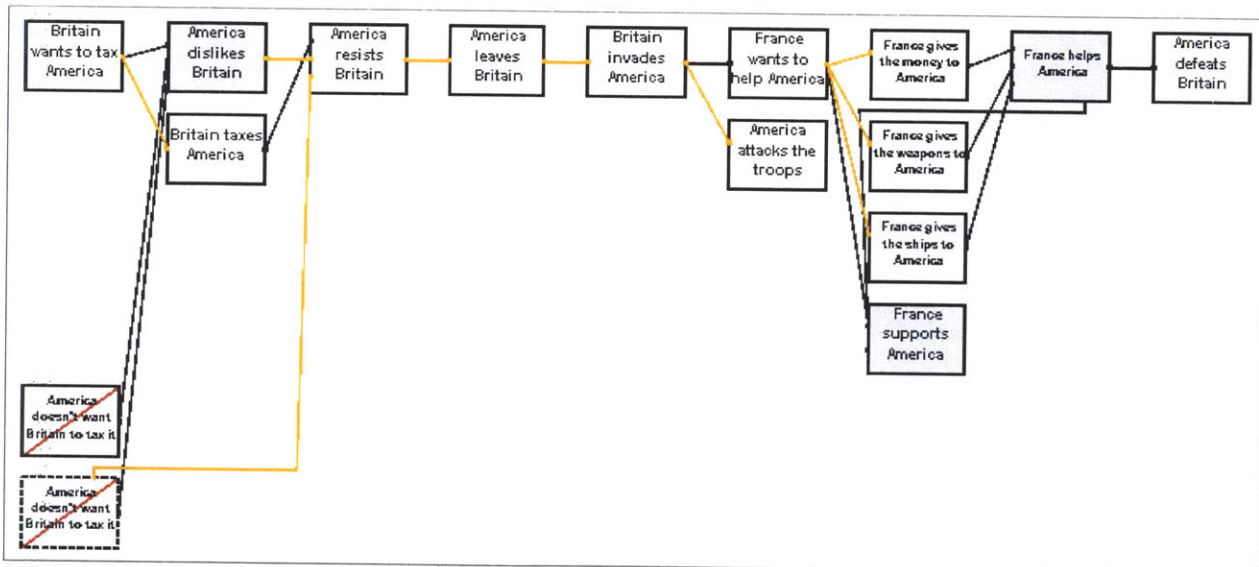 Britain
wants to tax
America
America
dislikes
Britain
Britain taxes
America
America
resists
Britain
America
leaves
Britain
Britain
invades
America
France
wants to
help America
America
attacks the
troops
France gives
the money to
America
France gives
the weapons to
America
France gives
the ships to
America
France
supports
America
France helps
America
America
defeats
Britain
America
doesn't want
Britain to tax it
America
doesn't want
Britain to tax it